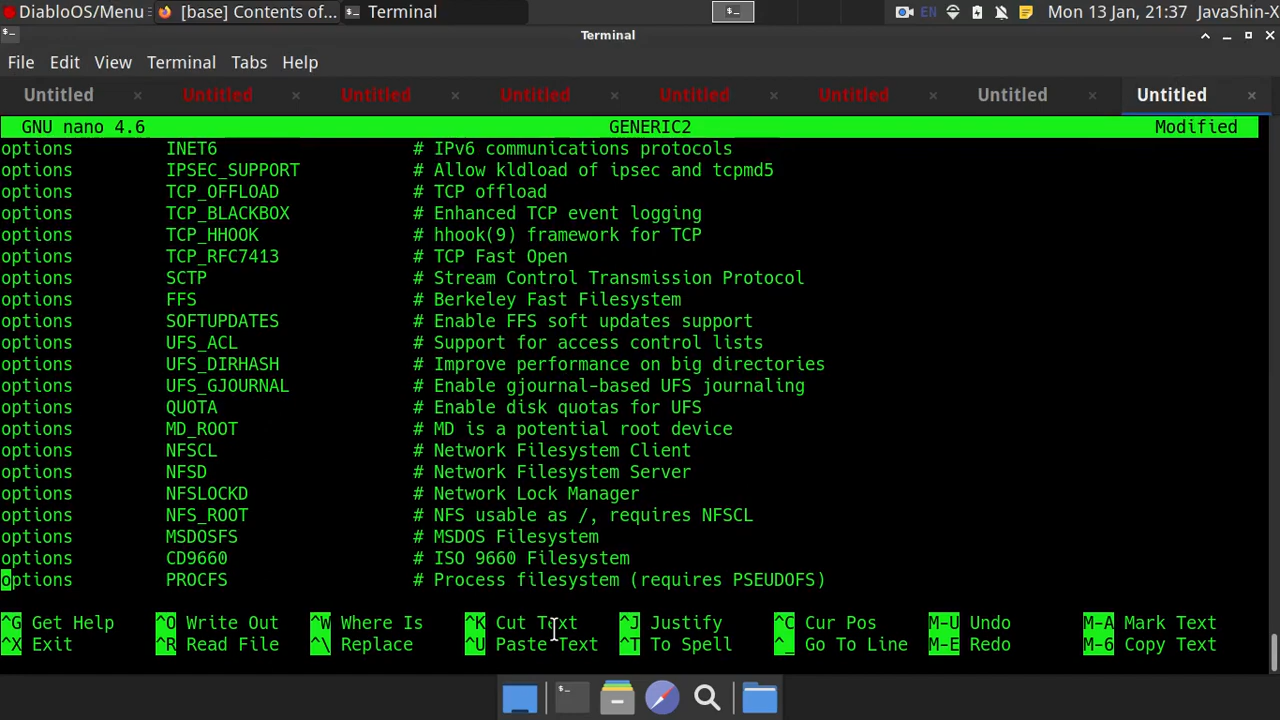 DiabloOS/Menu [base] Contents of... Terminal EN Mon 13 Jan, 21:37 JavaShin-X
Terminal
File Edit View Terminal Tabs Help
Untitled × Untitled × Untitled × Untitled × Untitled × Untitled × Untitled × Untitled ×
GNU nano 4.6 GENERIC2 Modified
options INET6 # IPv6 communications protocols
options IPSEC_SUPPORT # Allow kldload of ipsec and tcpmd5
options TCP_OFFLOAD # TCP offload
options TCP_BLACKBOX # Enhanced TCP event logging
options TCP_HHOOK # hhook(9) framework for TCP
options TCP_RFC7413 # TCP Fast Open
options SCTP # Stream Control Transmission Protocol
options FFS # Berkeley Fast Filesystem
options SOFTUPDATES # Enable FFS soft updates support
options UFS_ACL # Support for access control lists
options UFS_DIRHASH # Improve performance on big directories
options UFS_GJOURNAL # Enable gjournal-based UFS journaling
options QUOTA # Enable disk quotas for UFS
options MD_ROOT # MD is a potential root device
options NFSCL # Network Filesystem Client
options NFSD # Network Filesystem Server
options NFSLOCKD # Network Lock Manager
options NFS_ROOT # NFS usable as /, requires NFSCL
options MSDOSFS # MSDOS Filesystem
options CD9660 # ISO 9660 Filesystem
options PROCFS # Process filesystem (requires PSEUDOFS)
^G Get Help ^O Write Out ^W Where Is ^K Cut Text ^J Justify ^C Cur Pos M-U Undo M-A Mark Text
^X Exit ^R Read File ^\ Replace ^U Paste Text ^T To Spell ^_ Go To Line M-E Redo M-6 Copy Text